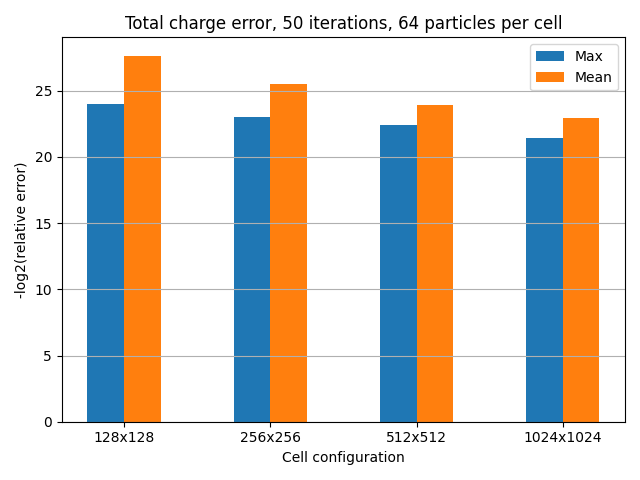 Total charge error, 50 iterations, 64 particles per cell
Max
Mean
-log2(relative error)
25
20
15
10
5
0
128x128
256x256
512x512
1024x1024
Cell configuration